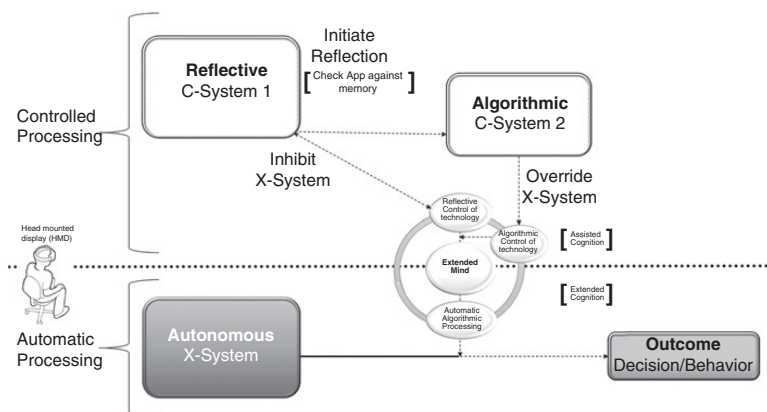 Reflective
C-System 1
Initiate
Reflection
[Check App against
memory]
Algorithmic
C-System 2
Controlled
Processing
Inhibit
X-System
Override
X-System
Reflective
Control of
technology
Algorithmic
Control of
technology
[Assisted
Cognition]
Head mounted
display (HMD)
Extended
Mind
[Extended
Cognition]
Automatic
Algorithmic
Processing
Automatic
Processing
Autonomous
X-System
Outcome
Decision/Behavior